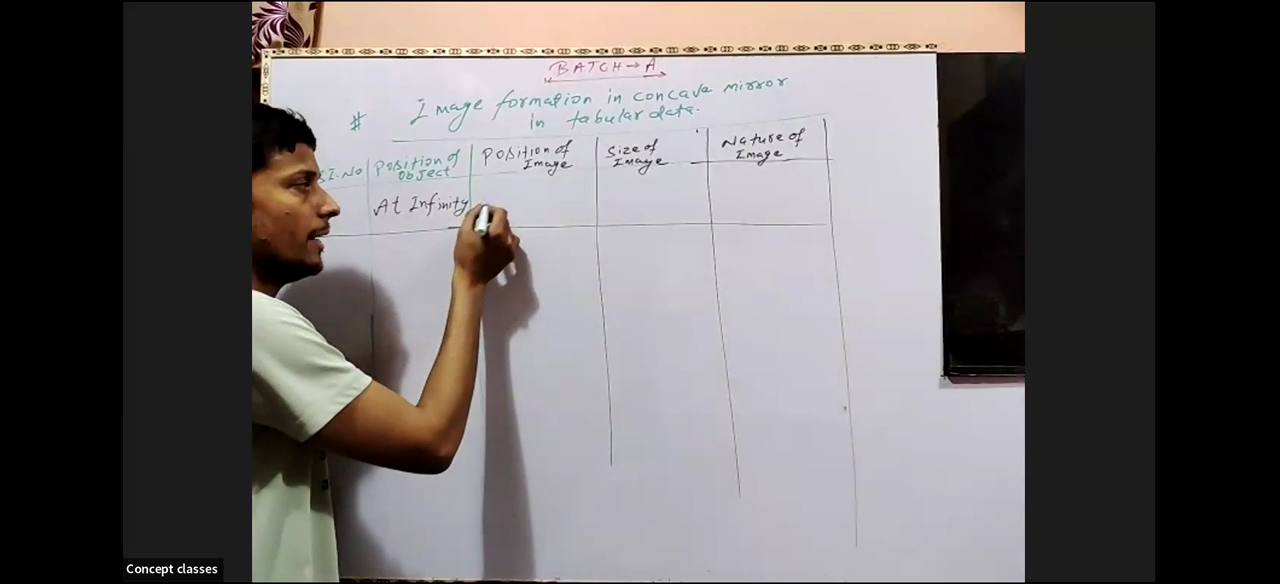 BATCH → A
# Image formation in concave mirror
in tabular data.
SI. No
Position of
Object
Position of
Image
Size of
Image
Nature of
Image
At Infinity
Concept classes